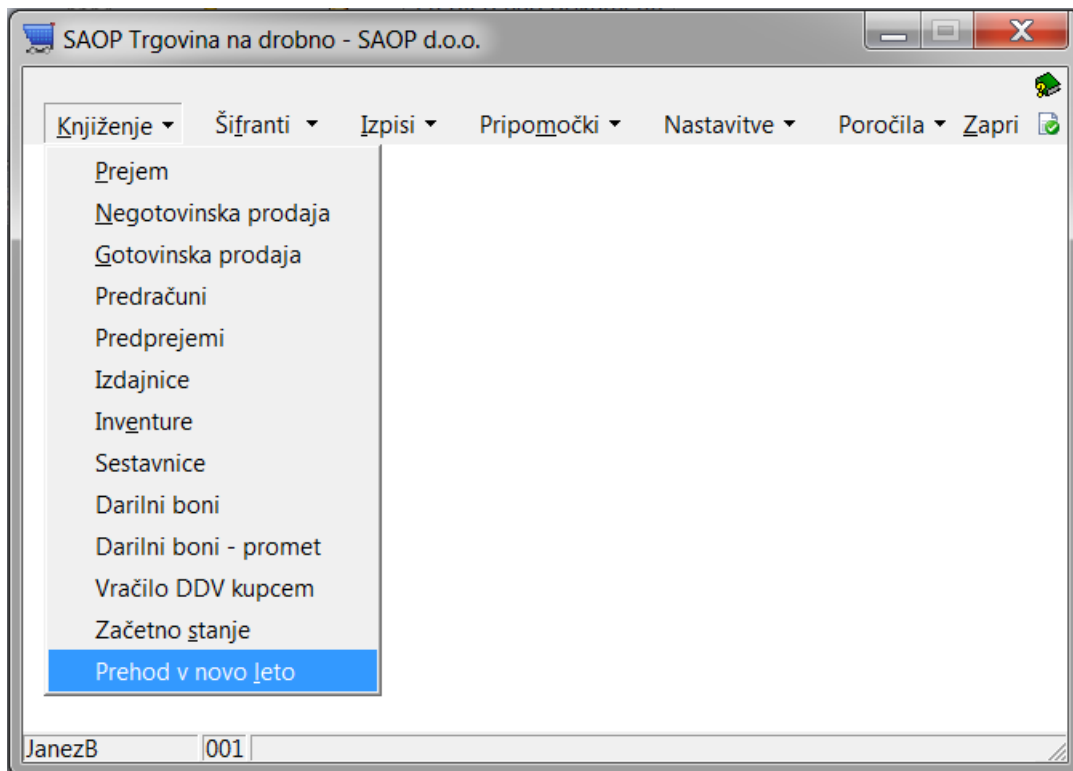 SAOP Trgovina na drobno - SAOP d.o.o.
Knjiženje Šifranti Izpisi Pripomočki Nastavitve Poročila Zapri
Prejem
Negotovinska prodaja
Gotovinska prodaja
Predračuni
Predprejemi
Izdajnice
Inventure
Sestavnice
Darilni boni
Darilni boni - promet
Vračilo DDV kupcem
Začetno stanje
Prehod v novo leto
JanezB 001